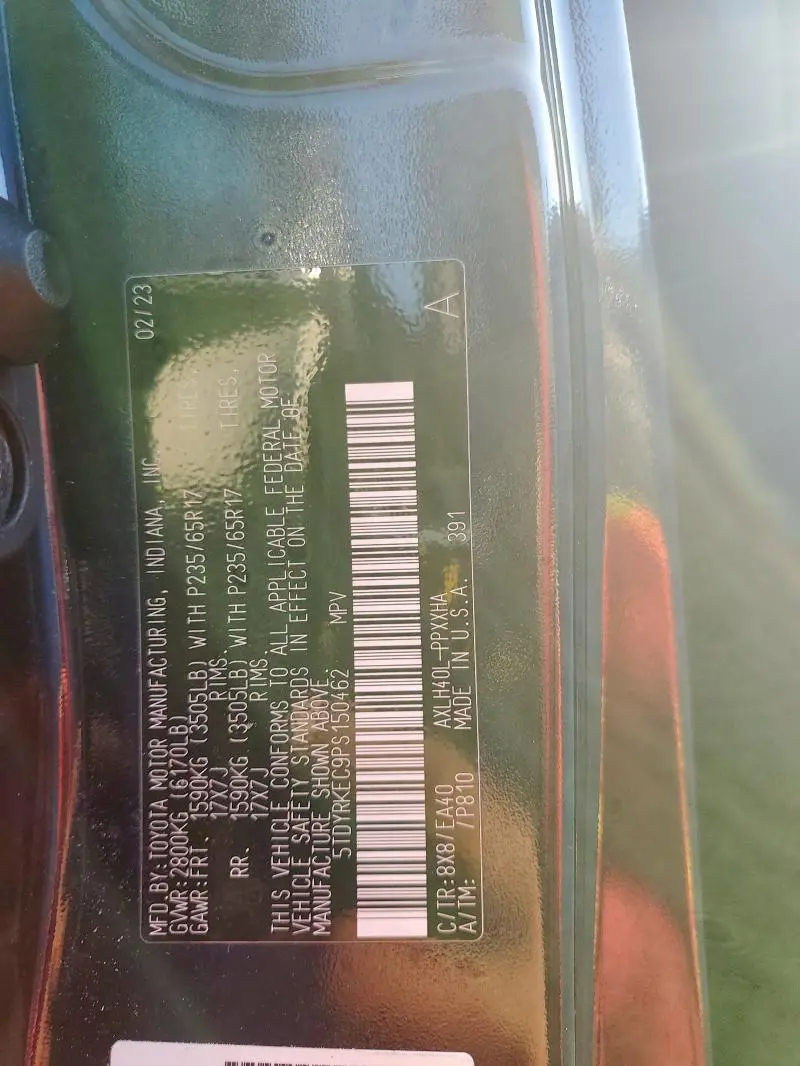 MFD.BY:TOYOTA MOTOR MANUFACTURING, INDIANA, INC. 02/23
GVWR:2800KG (6170LB)
GAWR:FRT. 1590KG (3505LB) WITH P235/65R17 TIRES,
17X7J RIMS.
RR. 1590KG (3505LB) WITH P235/65R17 TIRES,
17X7J RIMS.
THIS VEHICLE CONFORMS TO ALL APPLICABLE FEDERAL MOTOR
VEHICLE SAFETY STANDARDS IN EFFECT ON THE DATE OF
MANUFACTURE SHOWN ABOVE.
5TDYRKEC9PS150462 MPV
C/TR:8X8/EA40 AXLH40L-PPXXHA A
A/TM: /P810 MADE IN U.S.A. 391